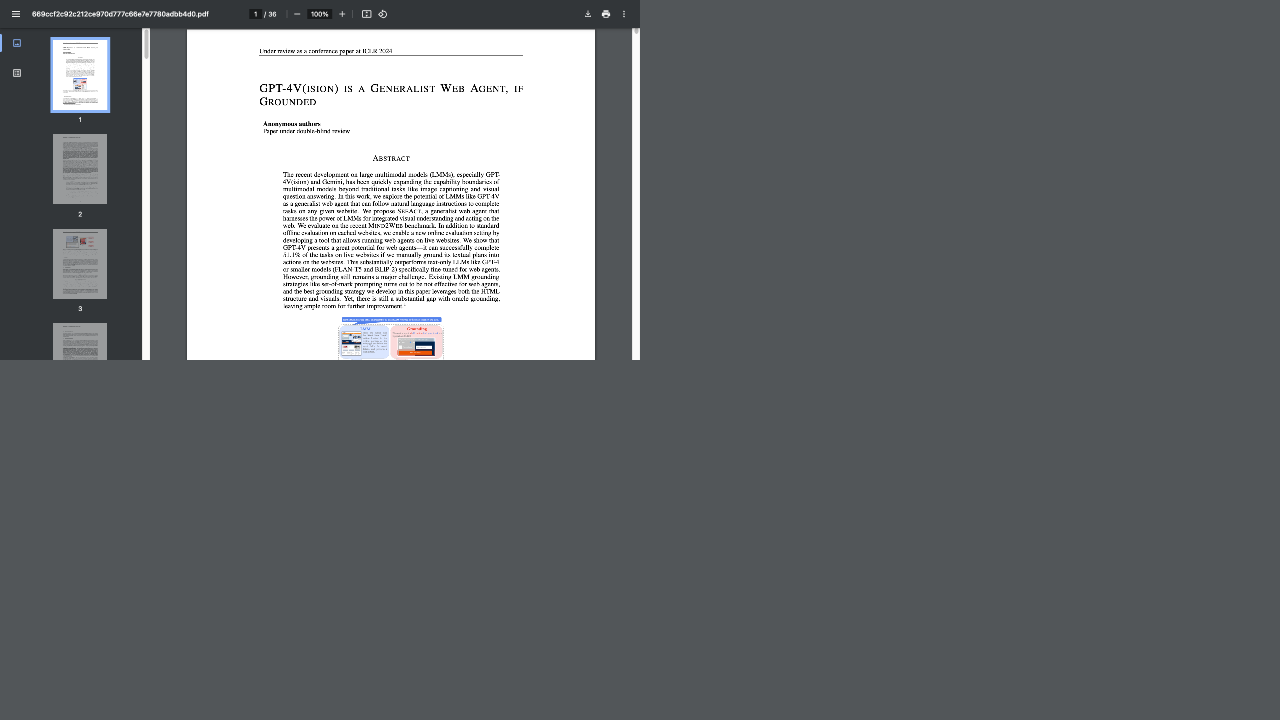 669ccf2c92c212ce970d777c66e7e7780adbb4d0.pdf
1 / 36
100%
1
2
3
Under review as a conference paper at ICLR 2024
GPT-4V(ISION) IS A GENERALIST WEB AGENT, IF
GROUNDED
Anonymous authors
Paper under double-blind review
ABSTRACT
The recent development on large multimodal models (LMMs), especially GPT-
4V(ision) and Gemini, has been quickly expanding the capability boundaries of
multimodal models beyond traditional tasks like image captioning and visual
question answering. In this work, we explore the potential of LMMs like GPT-4V
as a generalist web agent that can follow natural language instructions to complete
tasks on any given website. We propose SEEACT, a generalist web agent that
harnesses the power of LMMs for integrated visual understanding and acting on the
web. We evaluate on the recent MIND2WEB benchmark. In addition to standard
offline evaluation on cached websites, we enable a new online evaluation setting by
developing a tool that allows running web agents on live websites. We show that
GPT-4V presents a great potential for web agents—it can successfully complete
51.1% of the tasks on live websites if we manually ground its textual plans into
actions on the websites. This substantially outperforms text-only LLMs like GPT-4
or smaller models (FLAN-T5 and BLIP-2) specifically fine-tuned for web agents.
However, grounding still remains a major challenge. Existing LMM grounding
strategies like set-of-mark prompting turns out to be not effective for web agents,
and the best grounding strategy we develop in this paper leverages both the HTML
structure and visuals. Yet, there is still a substantial gap with oracle grounding,
leaving ample room for further improvement.
LMM
Grounding